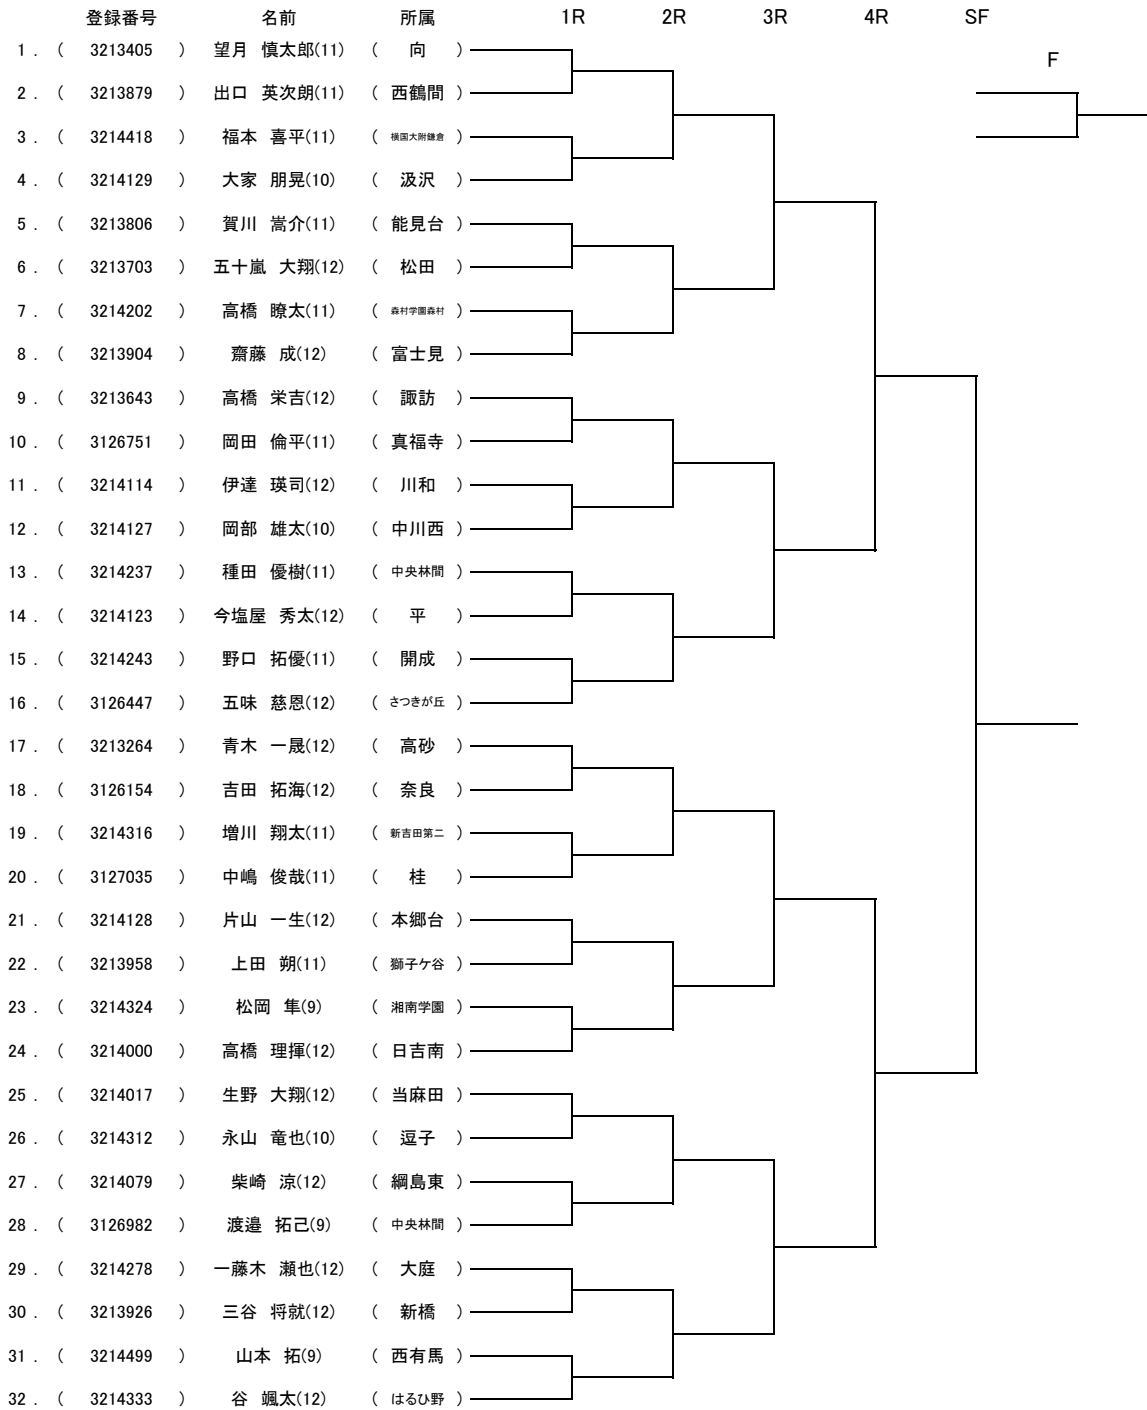 登録番号 名前 所属 1R 2R 3R 4R SF
1. ( 3213405 ) 望月 慎太郎(11) ( 向 )
F
2. ( 3213879 ) 出口 英次朗(11) ( 西鶴間 )
3. ( 3214418 ) 福本 喜平(11) ( 横国大附鎌倉 )
4. ( 3214129 ) 大家 朋晃(10) ( 汲沢 )
5. ( 3213806 ) 賀川 嵩介(11) ( 能見台 )
6. ( 3213703 ) 五十嵐 大翔(12) ( 松田 )
7. ( 3214202 ) 高橋 瞭太(11) ( 森村学園森村 )
8. ( 3213904 ) 齋藤 成(12) ( 富士見 )
9. ( 3213643 ) 高橋 栄吉(12) ( 諏訪 )
10. ( 3126751 ) 岡田 倫平(11) ( 真福寺 )
11. ( 3214114 ) 伊達 瑛司(12) ( 川和 )
12. ( 3214127 ) 岡部 雄太(10) ( 中川西 )
13. ( 3214237 ) 種田 優樹(11) ( 中央林間 )
14. ( 3214123 ) 今塩屋 秀太(12) ( 平 )
15. ( 3214243 ) 野口 拓優(11) ( 開成 )
16. ( 3126447 ) 五味 慈恩(12) ( さつきが丘 )
17. ( 3213264 ) 青木 一晟(12) ( 高砂 )
18. ( 3126154 ) 吉田 拓海(12) ( 奈良 )
19. ( 3214316 ) 増川 翔太(11) ( 新吉田第二 )
20. ( 3127035 ) 中嶋 俊哉(11) ( 桂 )
21. ( 3214128 ) 片山 一生(12) ( 本郷台 )
22. ( 3213958 ) 上田 朔(11) ( 獅子ケ谷 )
23. ( 3214324 ) 松岡 隼(9) ( 湘南学園 )
24. ( 3214000 ) 高橋 理揮(12) ( 日吉南 )
25. ( 3214017 ) 生野 大翔(12) ( 当麻田 )
26. ( 3214312 ) 永山 竜也(10) ( 逗子 )
27. ( 3214079 ) 柴崎 涼(12) ( 綱島東 )
28. ( 3126982 ) 渡邉 拓己(9) ( 中央林間 )
29. ( 3214278 ) 一藤木 瀬也(12) ( 大庭 )
30. ( 3213926 ) 三谷 将就(12) ( 新橋 )
31. ( 3214499 ) 山本 拓(9) ( 西有馬 )
32. ( 3214333 ) 谷 颯太(12) ( はるひ野 )